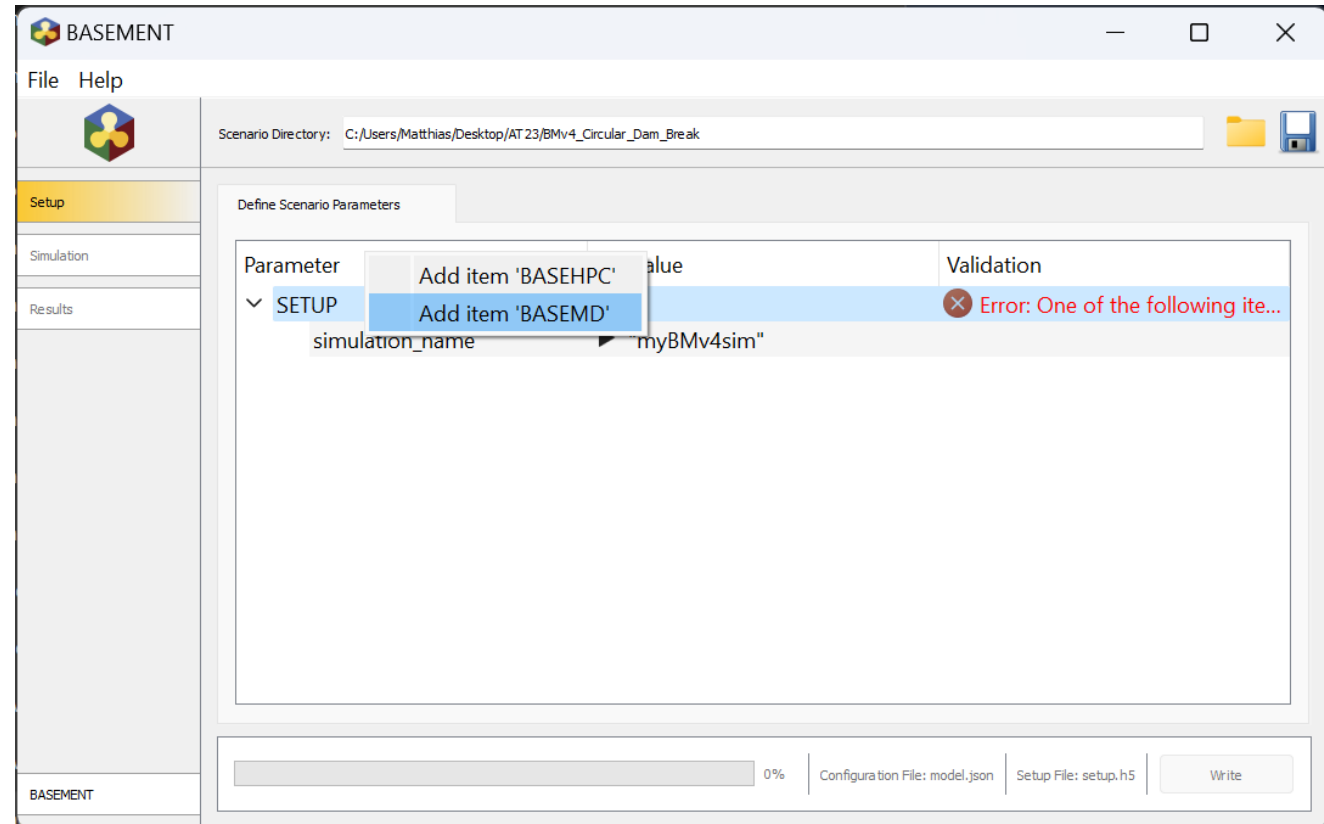 BASEMENT
File Help
Scenario Directory: C:/Users/Matthias/Desktop/AT23/BMv4_Circular_Dam_Break
Setup
Define Scenario Parameters
Simulation
Parameter alue Validation
Add item 'BASEHPC'
Results
SETUP Error: One of the following ite...
Add item 'BASEMD'
simulation_name "myBMv4sim"
0% Configuration File: model.json Setup File: setup.h5 Write
BASEMENT